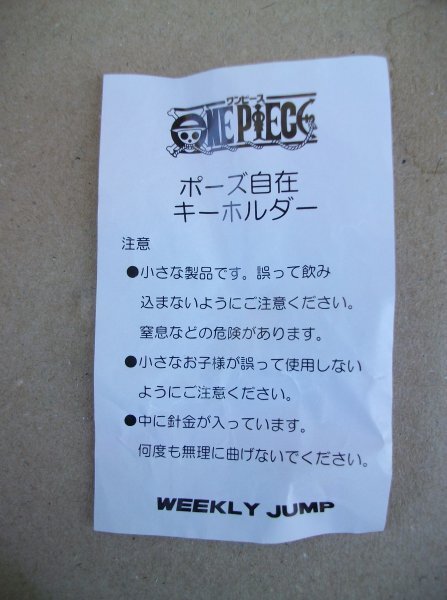 ワンピース
ONE PIECE
ポーズ自在
キーホルダー
注意
●小さな製品です。誤って飲み
込まないようにご注意ください。
窒息などの危険があります。
●小さなお子様が誤って使用しない
ようにご注意ください。
●中に針金が入っています。
何度も無理に曲げないでください。
WEEKLY JUMP